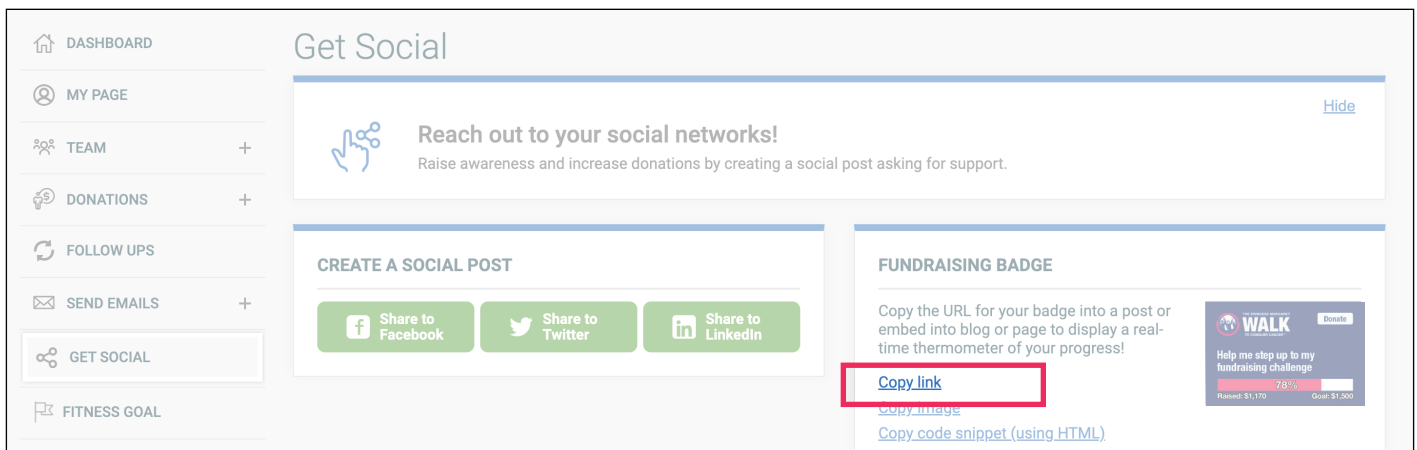 DASHBOARD
MY PAGE
TEAM
+
DONATIONS
+
FOLLOW UPS
SEND EMAILS
+
GET SOCIAL
FITNESS GOAL
Get Social
Hide
Reach out to your social networks!
Raise awareness and increase donations by creating a social post asking for support.
CREATE A SOCIAL POST
Share to
Facebook
Share to
Twitter
Share to
LinkedIn
FUNDRAISING BADGE
Copy the URL for your badge into a post or
embed into blog or page to display a real-
time thermometer of your progress!
Copy link
Copy image
Copy code snippet (using HTML)
WALK
Donate
Help me step up to my
fundraising challenge
78%
Raised: $1,170
Goal: $1,500